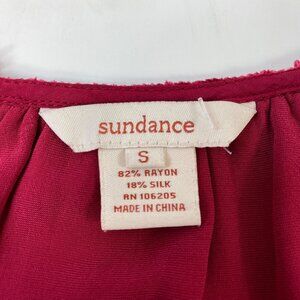 sundance
S
82% RAYON
18% SILK
RN 106205
MADE IN CHINA